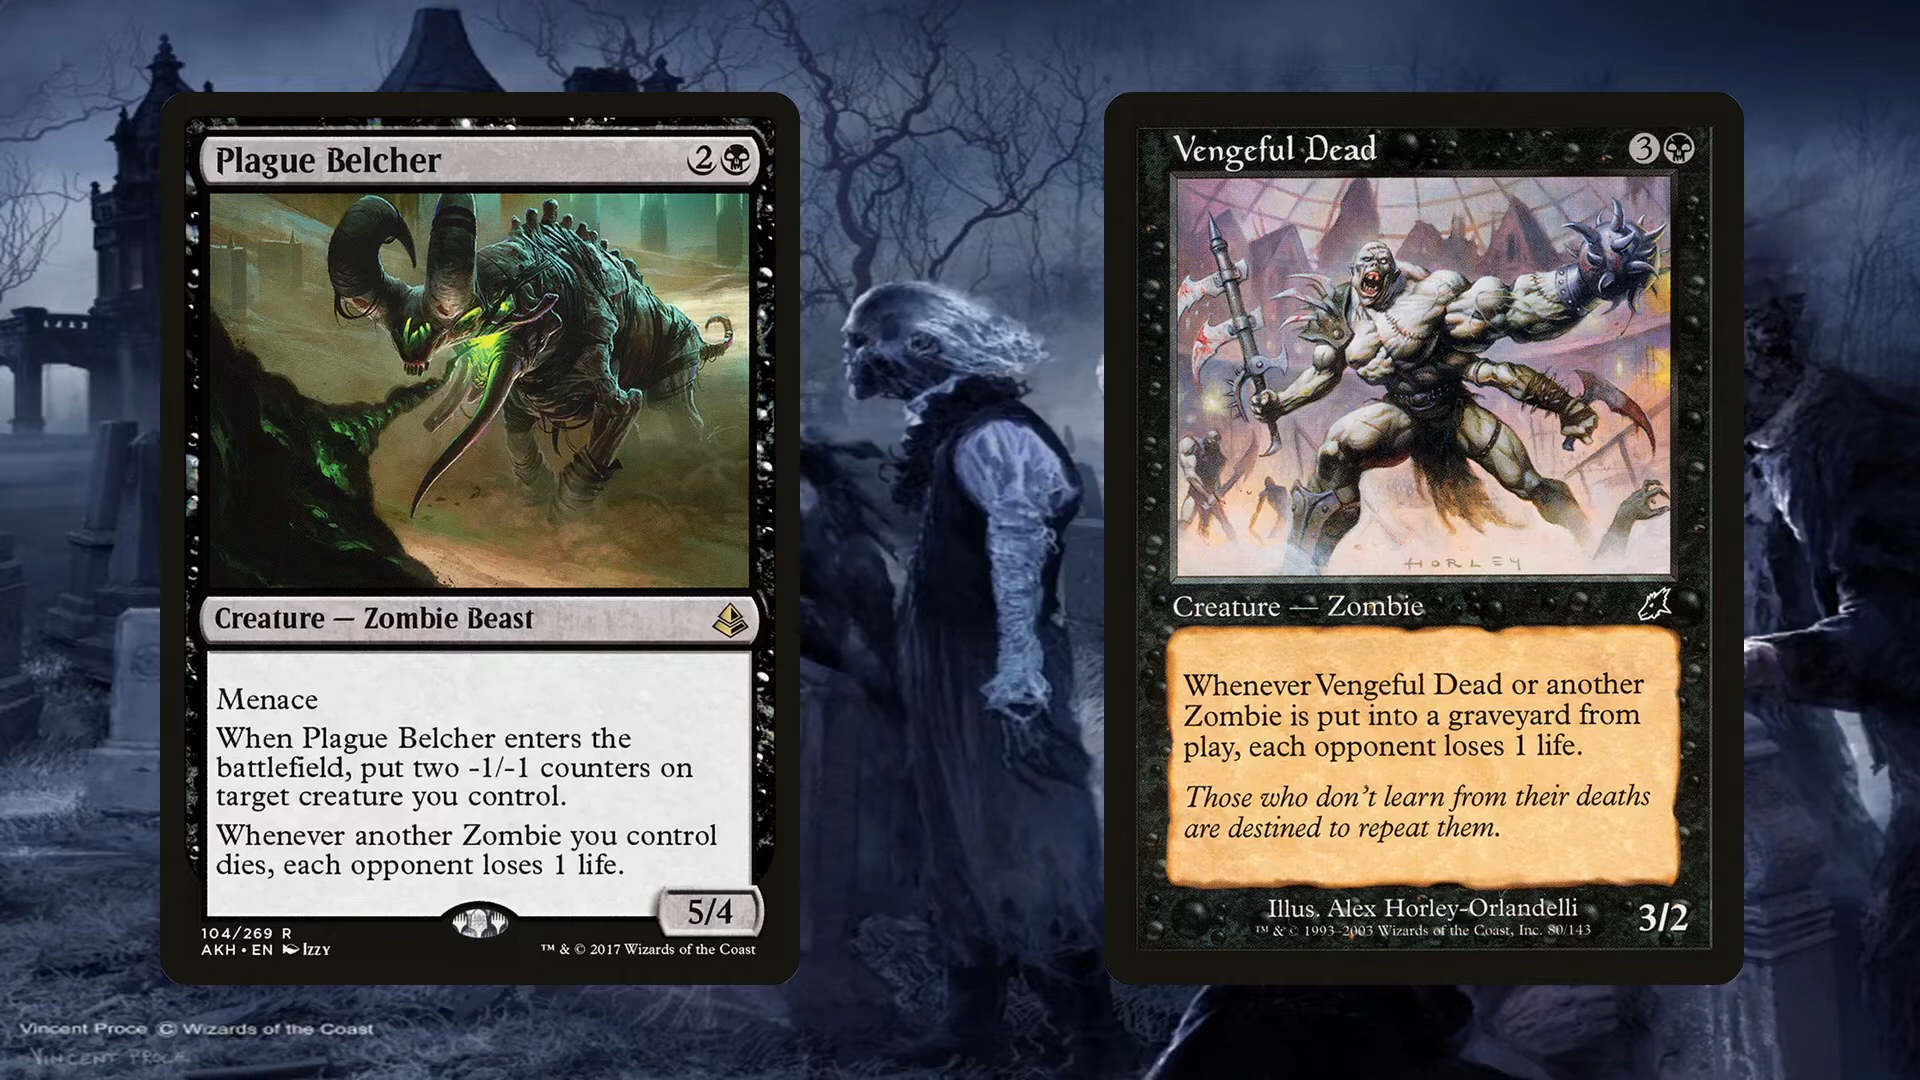 Plague Belcher
2
Creature — Zombie Beast
Menace
When Plague Belcher enters the
battlefield, put two -1/-1 counters on
target creature you control.
Whenever another Zombie you control
dies, each opponent loses 1 life.
5/4
104/269 R
AKH • EN Izzy
™ & © 2017 Wizards of the Coast
Vengeful Dead
3
HORLEY
Creature — Zombie
Whenever Vengeful Dead or another
Zombie is put into a graveyard from
play, each opponent loses 1 life.
Those who don't learn from their deaths
are destined to repeat them.
Illus. Alex Horley-Orlandelli
™ & © 1993–2003 Wizards of the Coast, Inc. 80/143
3/2
Vincent Proce © Wizards of the Coast
VINCENT PROCE